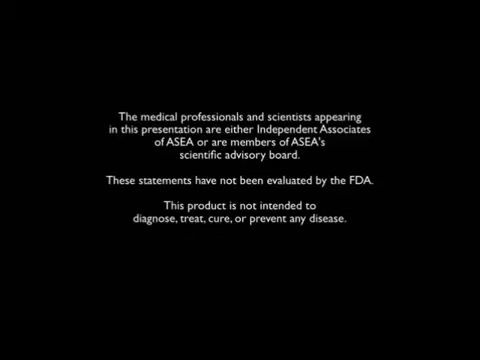 The medical professionals and scientists appearing
in this presentation are either Independent Associates
of ASEA or are members of ASEA's
scientific advisory board.
These statements have not been evaluated by the FDA.
This product is not intended to
diagnose, treat, cure, or prevent any disease.